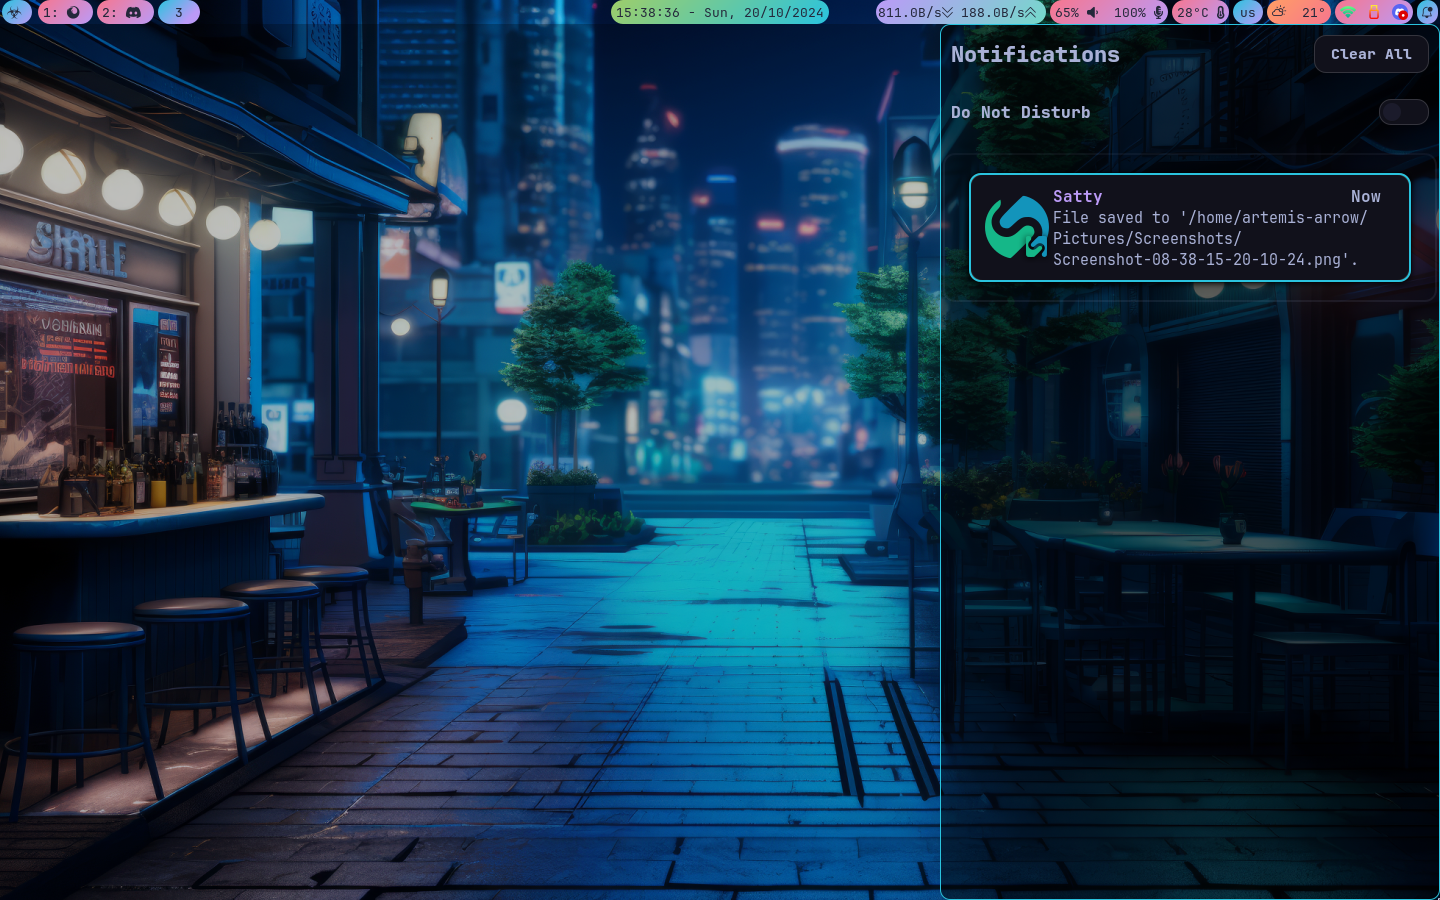 1:
2:
3
15:38:36 - Sun, 20/10/2024
811.0B/s 188.0B/s
65%
100%
28°C
us
21°
Notifications
Clear All
Do Not Disturb
Satty
Now
File saved to '/home/artemis-arrow/
Pictures/Screenshots/
Screenshot-08-38-15-20-10-24.png'.